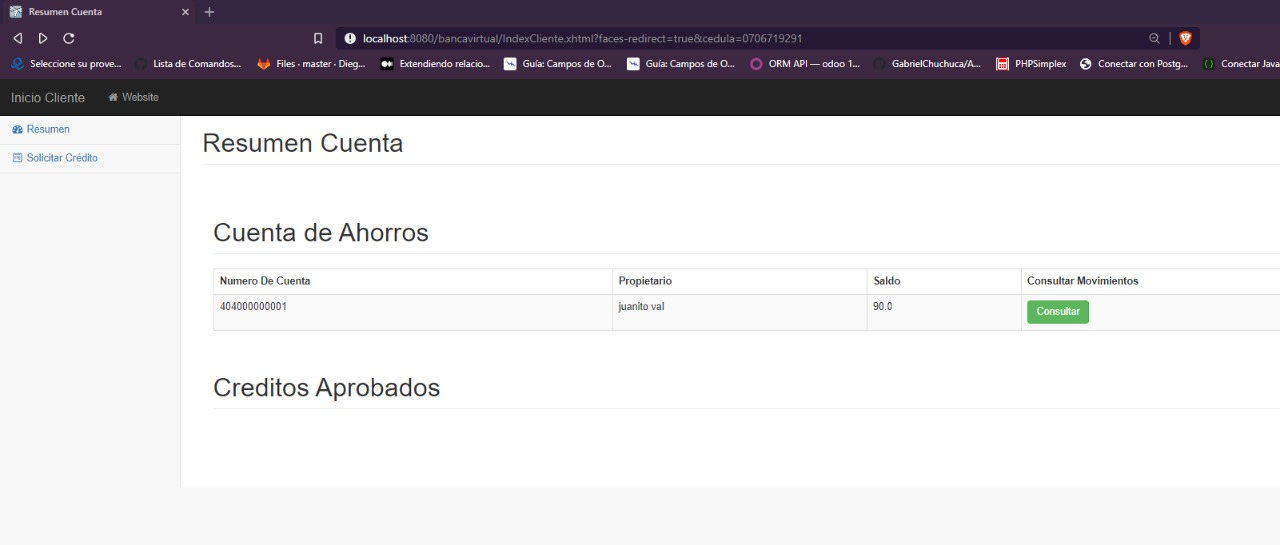 Resumen Cuenta
localhost:8080/bancavirtual/IndexCliente.xhtml?faces-redirect=true&cedula=0706719291
Seleccione su prove... Lista de Comandos... Files · master · Dieg... Extendiendo relacio... Guía: Campos de O... Guía: Campos de O... ORM API — odoo 1... GabrielChuchuca/A... PHPSimplex Conectar con Postg... Conectar Java
Inicio Cliente Website
Resumen
Solicitar Crédito
Resumen Cuenta
Cuenta de Ahorros
Numero De Cuenta Propietario Saldo Consultar Movimientos
404000000001 juanito val 90.0 Consultar
Creditos Aprobados